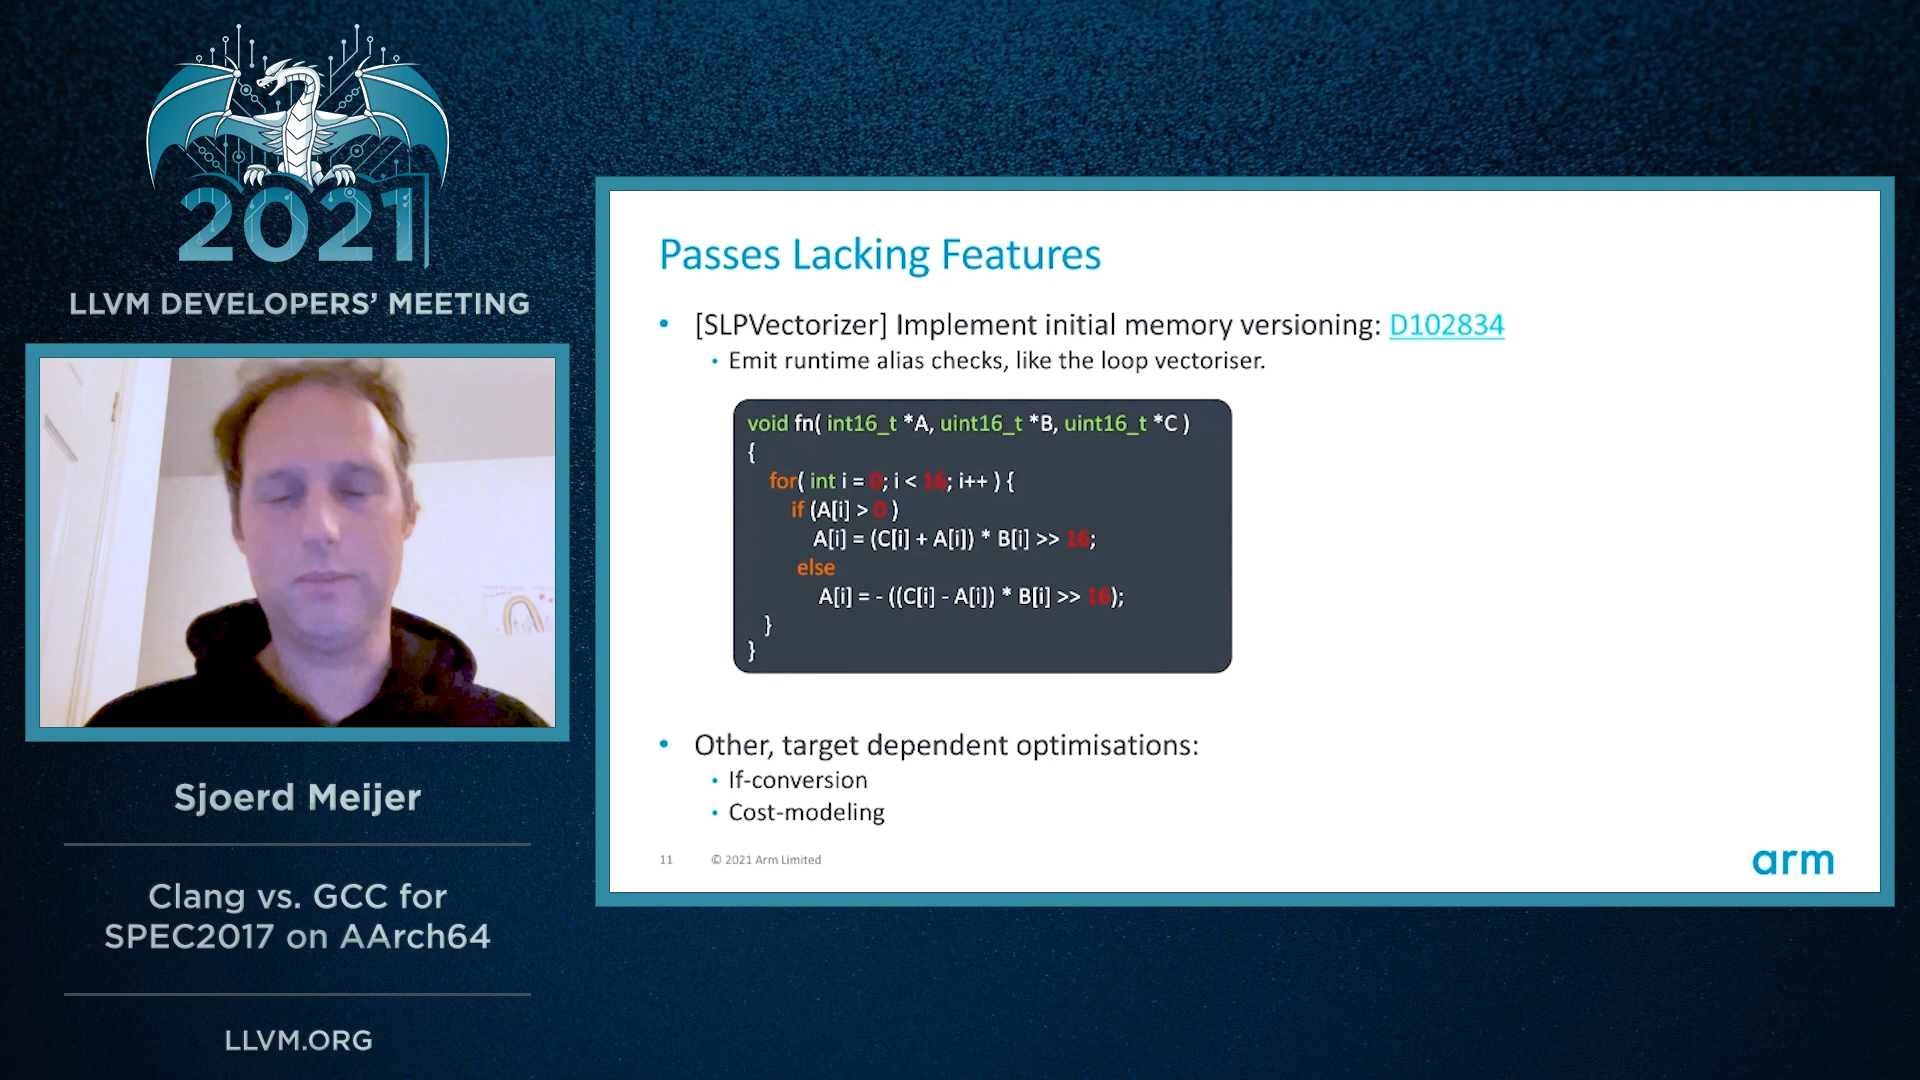 2021
LLVM DEVELOPERS' MEETING
Sjoerd Meijer
Clang vs. GCC for
SPEC2017 on AArch64
LLVM.ORG
Passes Lacking Features
• [SLPVectorizer] Implement initial memory versioning: D102834
• Emit runtime alias checks, like the loop vectoriser.
void fn( int16_t *A, uint16_t *B, uint16_t *C )
{
for( int i = 0; i < 16; i++ ) {
if (A[i] > 0 )
A[i] = (C[i] + A[i]) * B[i] >> 16;
else
A[i] = - ((C[i] - A[i]) * B[i] >> 16);
}
}
• Other, target dependent optimisations:
• If-conversion
• Cost-modeling
11 © 2021 Arm Limited
arm